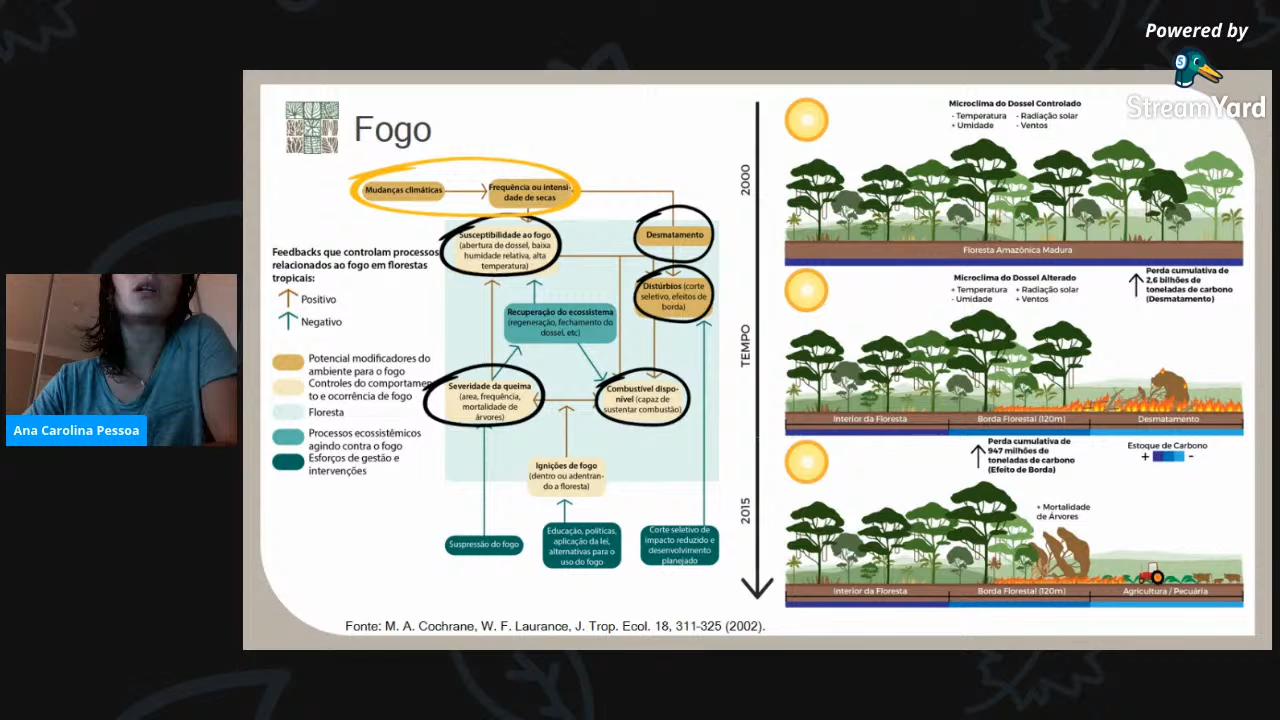 Powered by
StreamYard
Fogo
Mudanças climáticas
Frequência ou intensi-
dade de secas
Susceptibilidade ao fogo
(abertura de dossel, baixa
humidade relativa, alta
temperatura)
Desmatamento
Distúrbios (corte
seletivo, efeitos de
borda)
Feedbacks que controlam processos
relacionados ao fogo em florestas
tropicais:
Positivo
Negativo
Recuperação do ecossistema
(regeneração, fechamento do
dossel, etc)
Potencial modificadores do
ambiente para o fogo
Controles do comportamen
to e ocorrência de fogo
Floresta
Processos ecossistêmicos
agindo contra o fogo
Esforços de gestão e
intervenções
Severidade da queima
(area, frequência,
mortalidade de
árvores)
Combustível dispo-
nível (capaz de
sustentar combustão)
Ignições de fogo
(dentro ou adentran-
do a floresta)
Suspressão do fogo
Educação, políticas,
aplicação da lei,
alternativas para o
uso do fogo
Corte seletivo de
impacto reduzido e
desenvolvimento
planejado
Fonte: M. A. Cochrane, W. F. Laurance, J. Trop. Ecol. 18, 311-325 (2002).
2000
TEMPO
2015
Microclima do Dossel Controlado
- Temperatura - Radiação solar
+ Umidade - Ventos
Floresta Amazônica Madura
Microclima do Dossel Alterado
+ Temperatura + Radiação solar
- Umidade + Ventos
Perda cumulativa de
2,6 bilhões de
toneladas de carbono
(Desmatamento)
Interior da Floresta Borda Florestal (120m) Desmatamento
Perda cumulativa de
947 milhões de
toneladas de carbono
(Efeito de Borda)
Estoque de Carbono
+ -
+ Mortalidade
de Árvores
Interior da Floresta Borda Florestal (120m) Agricultura / Pecuária
Ana Carolina Pessoa